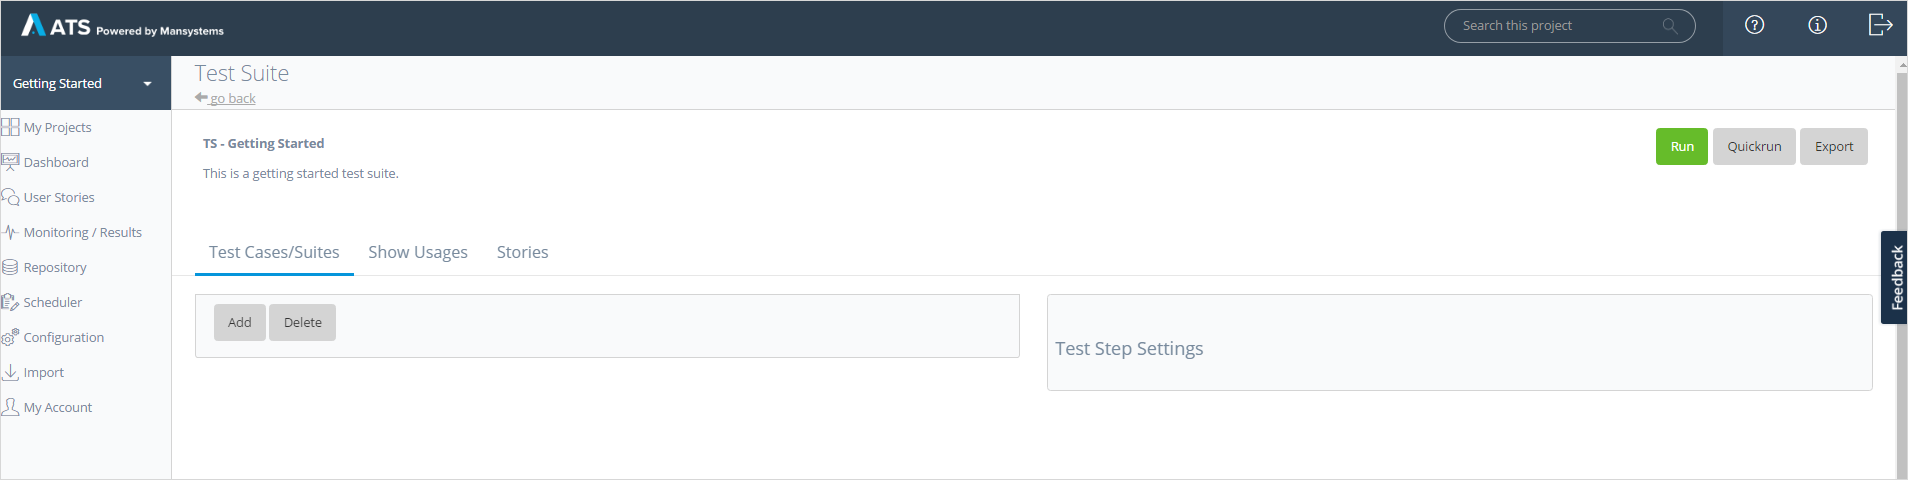 ATS Powered by Mansystems
Search this project
Getting Started
Test Suite
go back
My Projects
Dashboard
User Stories
Monitoring / Results
Repository
Scheduler
Configuration
Import
My Account
TS - Getting Started
This is a getting started test suite.
Run Quickrun Export
Test Cases/Suites Show Usages Stories
Add Delete
Test Step Settings
Feedback